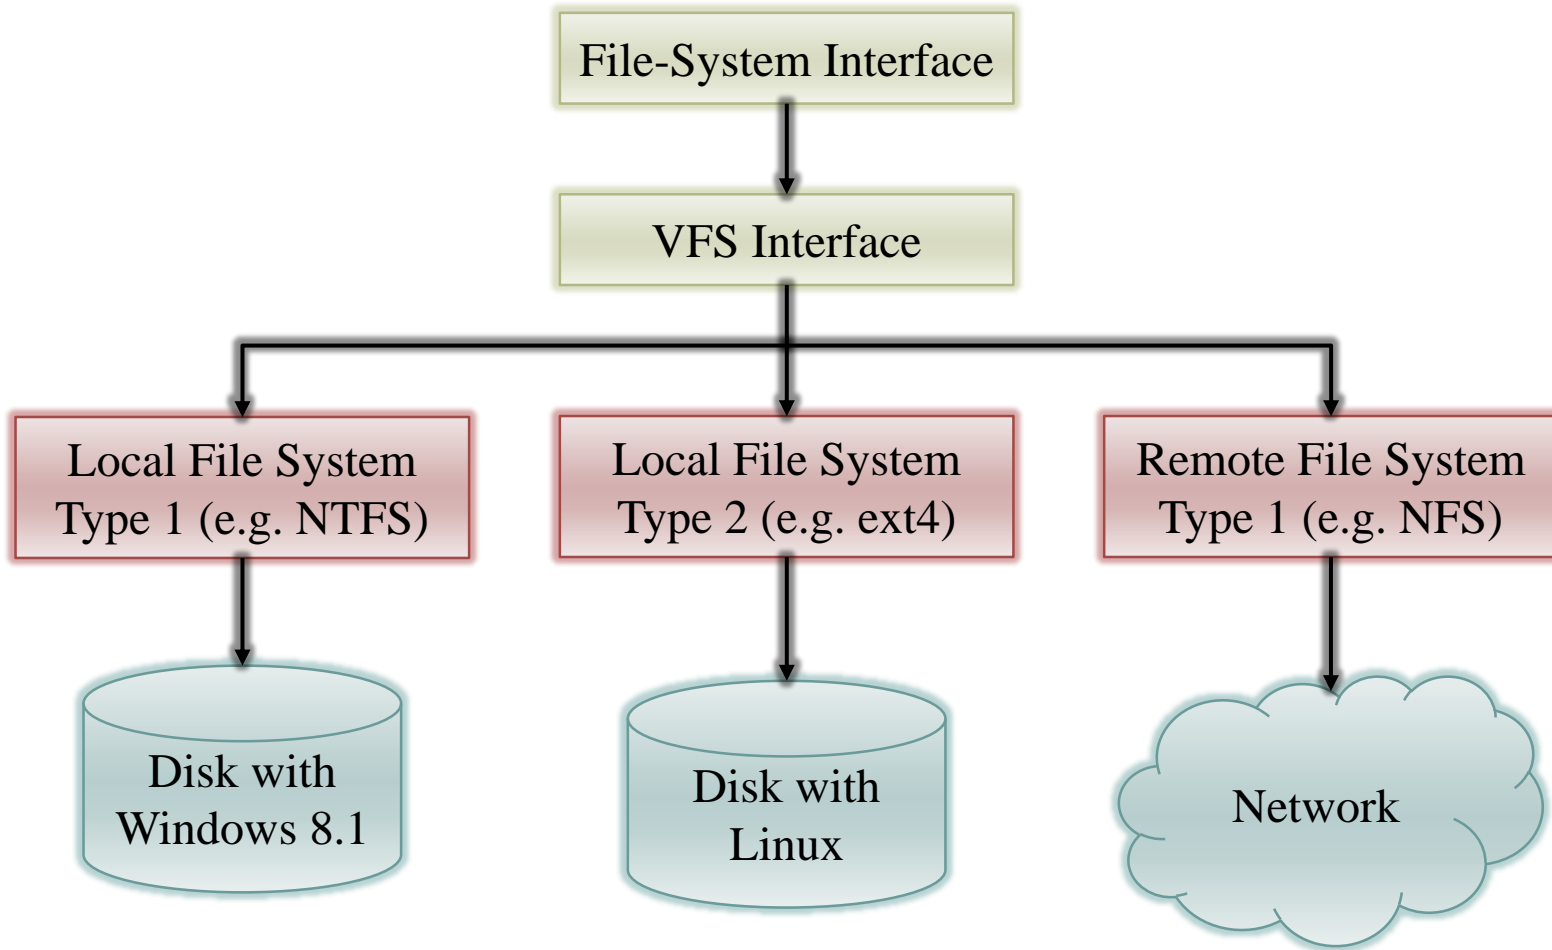 File-System Interface
VFS Interface
Local File System
Type 1 (e.g. NTFS)
Local File System
Type 2 (e.g. ext4)
Remote File System
Type 1 (e.g. NFS)
Disk with
Windows 8.1
Disk with
Linux
Network